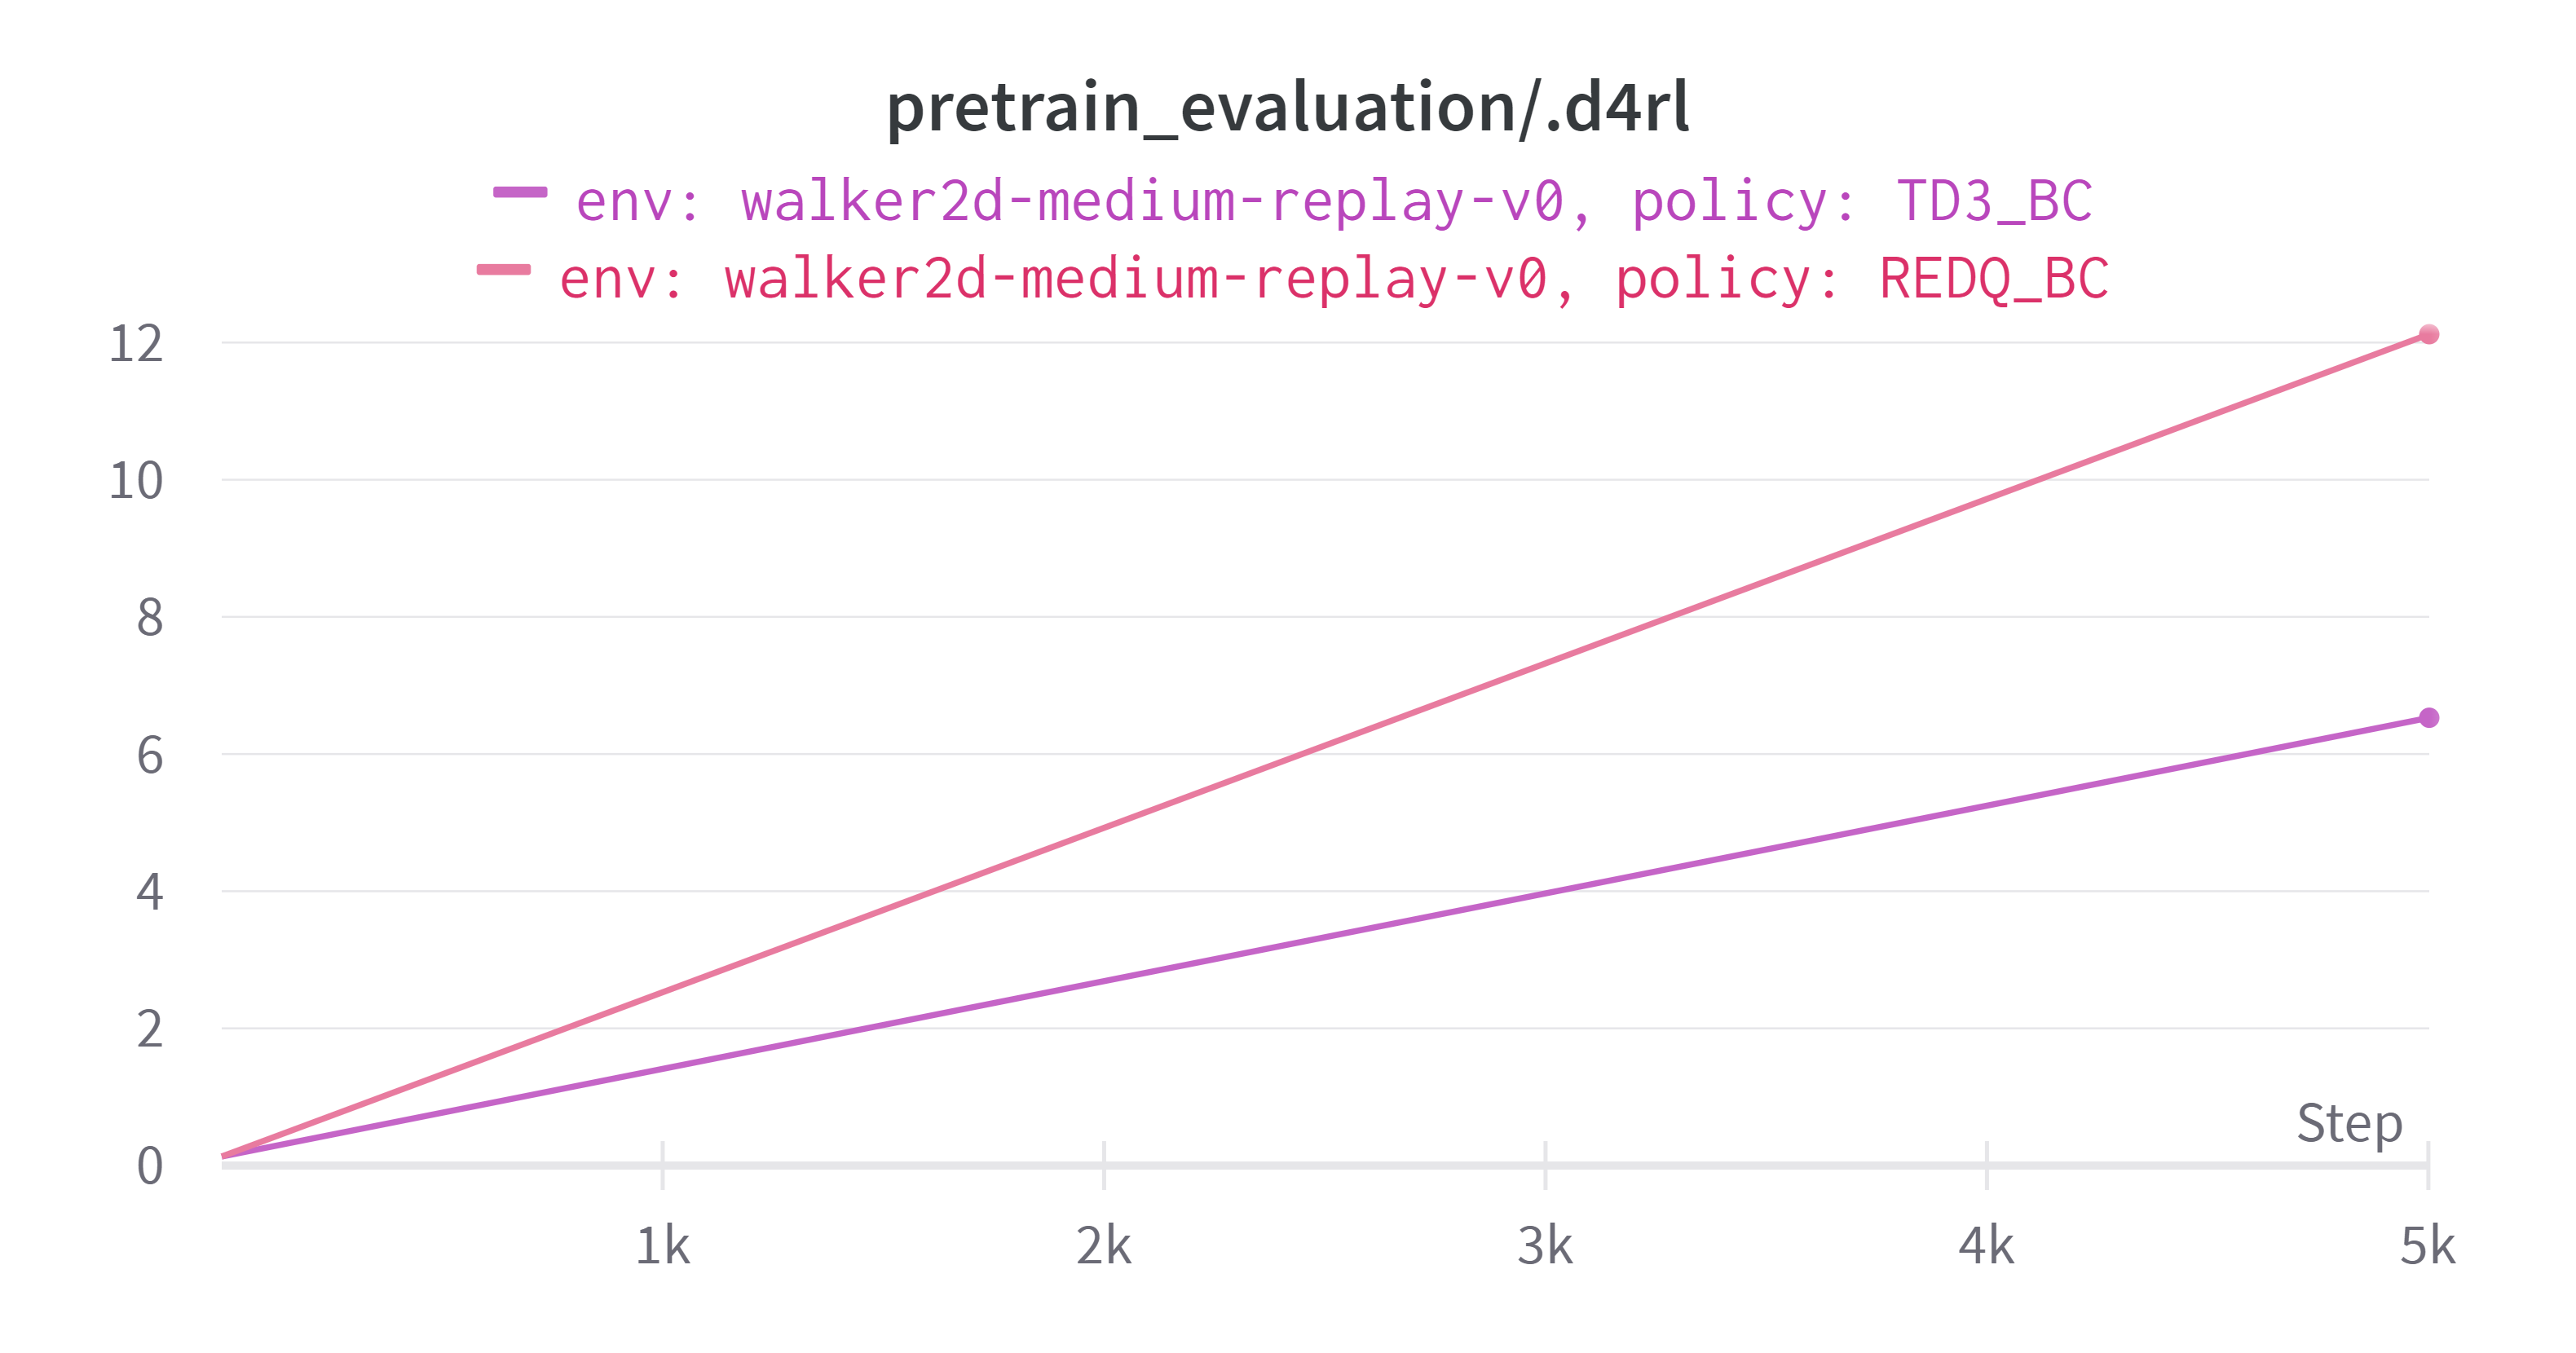 pretrain_evaluation/.d4rl
env: walker2d-medium-replay-v0, policy: TD3_BC
env: walker2d-medium-replay-v0, policy: REDQ_BC
12
10
8
6
4
2
0
Step
1k 2k 3k 4k 5k